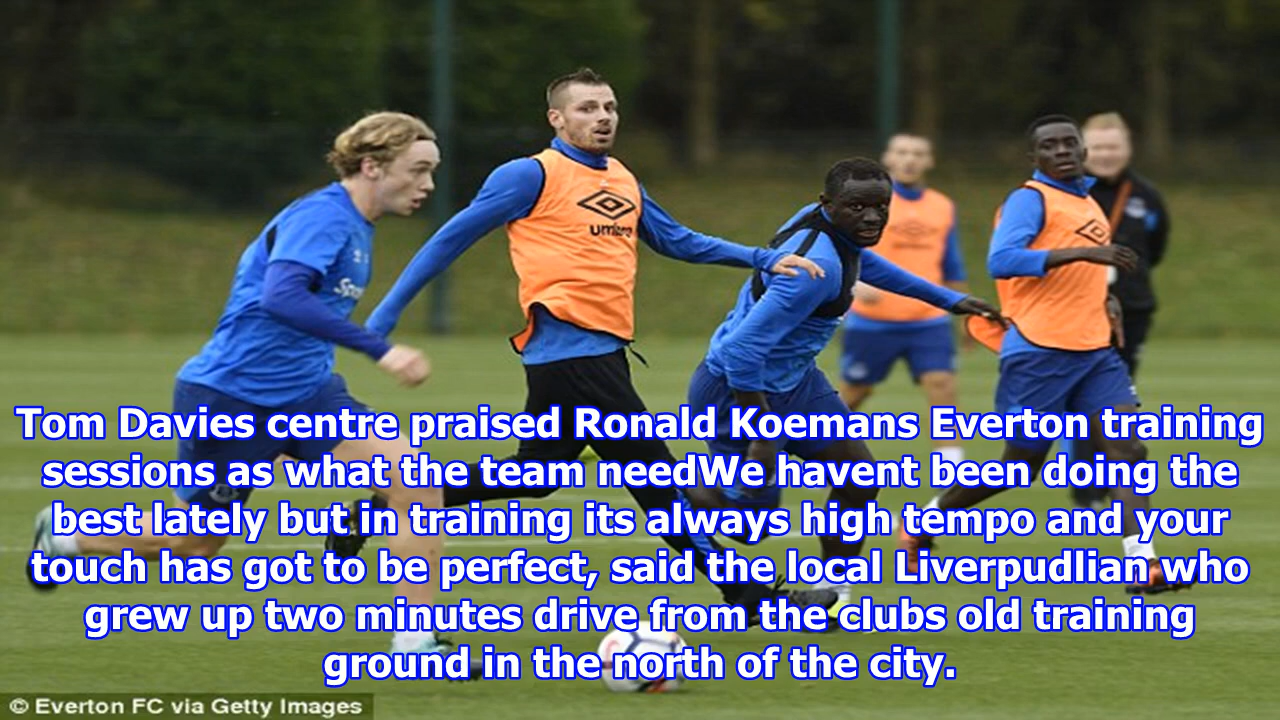 umbro
Spo
Tom Davies centre praised Ronald Koemans Everton training
sessions as what the team needWe havent been doing the
best lately but in training its always high tempo and your
touch has got to be perfect, said the local Liverpudlian who
grew up two minutes drive from the clubs old training
ground in the north of the city.
© Everton FC via Getty Images